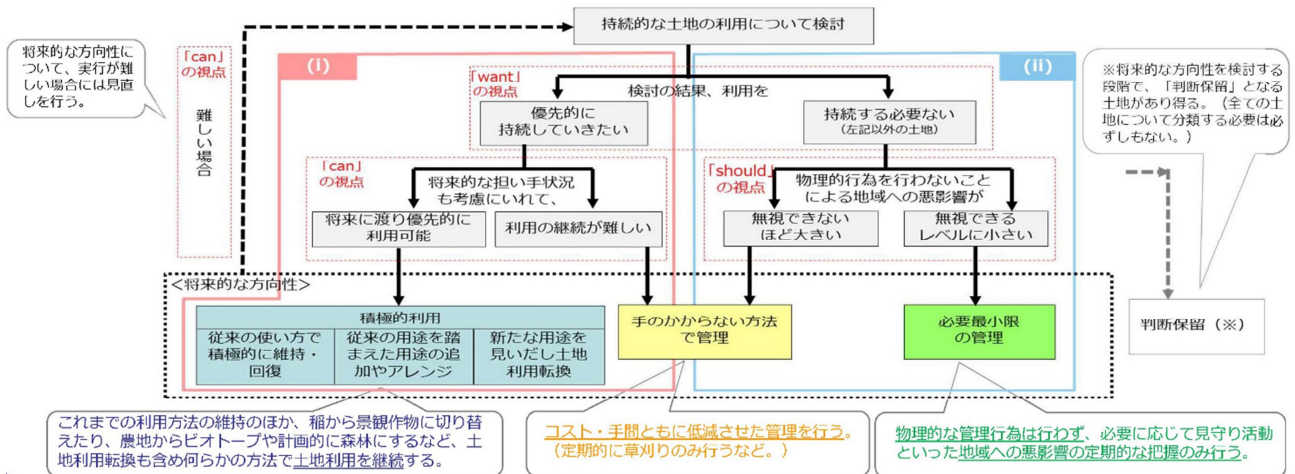 持続的な土地の利用について検討
将来的な方向性に
ついて、実行が難
しい場合には見直
しを行う。
「can」
の視点
難しい場合
(i)
(ii)
「want」
の視点
検討の結果、利用を
優先的に
持続していきたい
持続する必要ない
(左記以外の土地)
※将来的な方向性を検討する
段階で、「判断保留」となる
土地があり得る。(全ての土
地について分類する必要は必
ずしもない。)
「can」
の視点
将来的な担い手状況
も考慮にいれて、
将来に渡り優先的に
利用可能
利用の継続が難しい
「should」
の視点
物理的行為を行わないこと
による地域への悪影響が
無視できない
ほど大きい
無視できる
レベルに小さい
<将来的な方向性>
積極的利用
従来の使い方で
積極的に維持・
回復
従来の用途を踏
まえた用途の追
加やアレンジ
新たな用途を
見いだし土地
利用転換
手のかからない方法
で管理
必要最小限
の管理
判断保留(※)
これまでの利用方法の維持のほか、稲から景観作物に切り替
えたり、農地からビオトープや計画的に森林にするなど、土
地利用転換も含め何らかの方法で土地利用を継続する。
コスト・手間ともに低減させた管理を行う。
(定期的に草刈りのみ行うなど。)
物理的な管理行為は行わず、必要に応じて見守り活動
といった地域への悪影響の定期的な把握のみ行う。